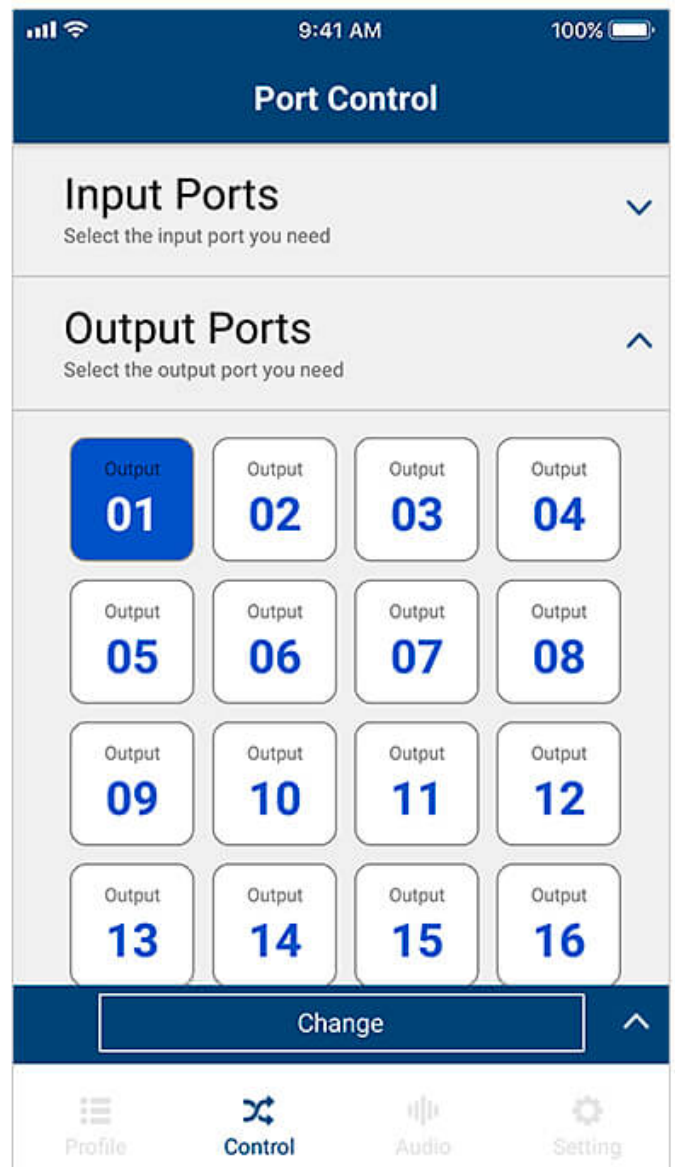 9:41 AM 100%
Port Control
Input Ports
Select the input port you need
Output Ports
Select the output port you need
Output Output Output Output
01 02 03 04
Output Output Output Output
05 06 07 08
Output Output Output Output
09 10 11 12
Output Output Output Output
13 14 15 16
Change
Profile Control Audio Setting